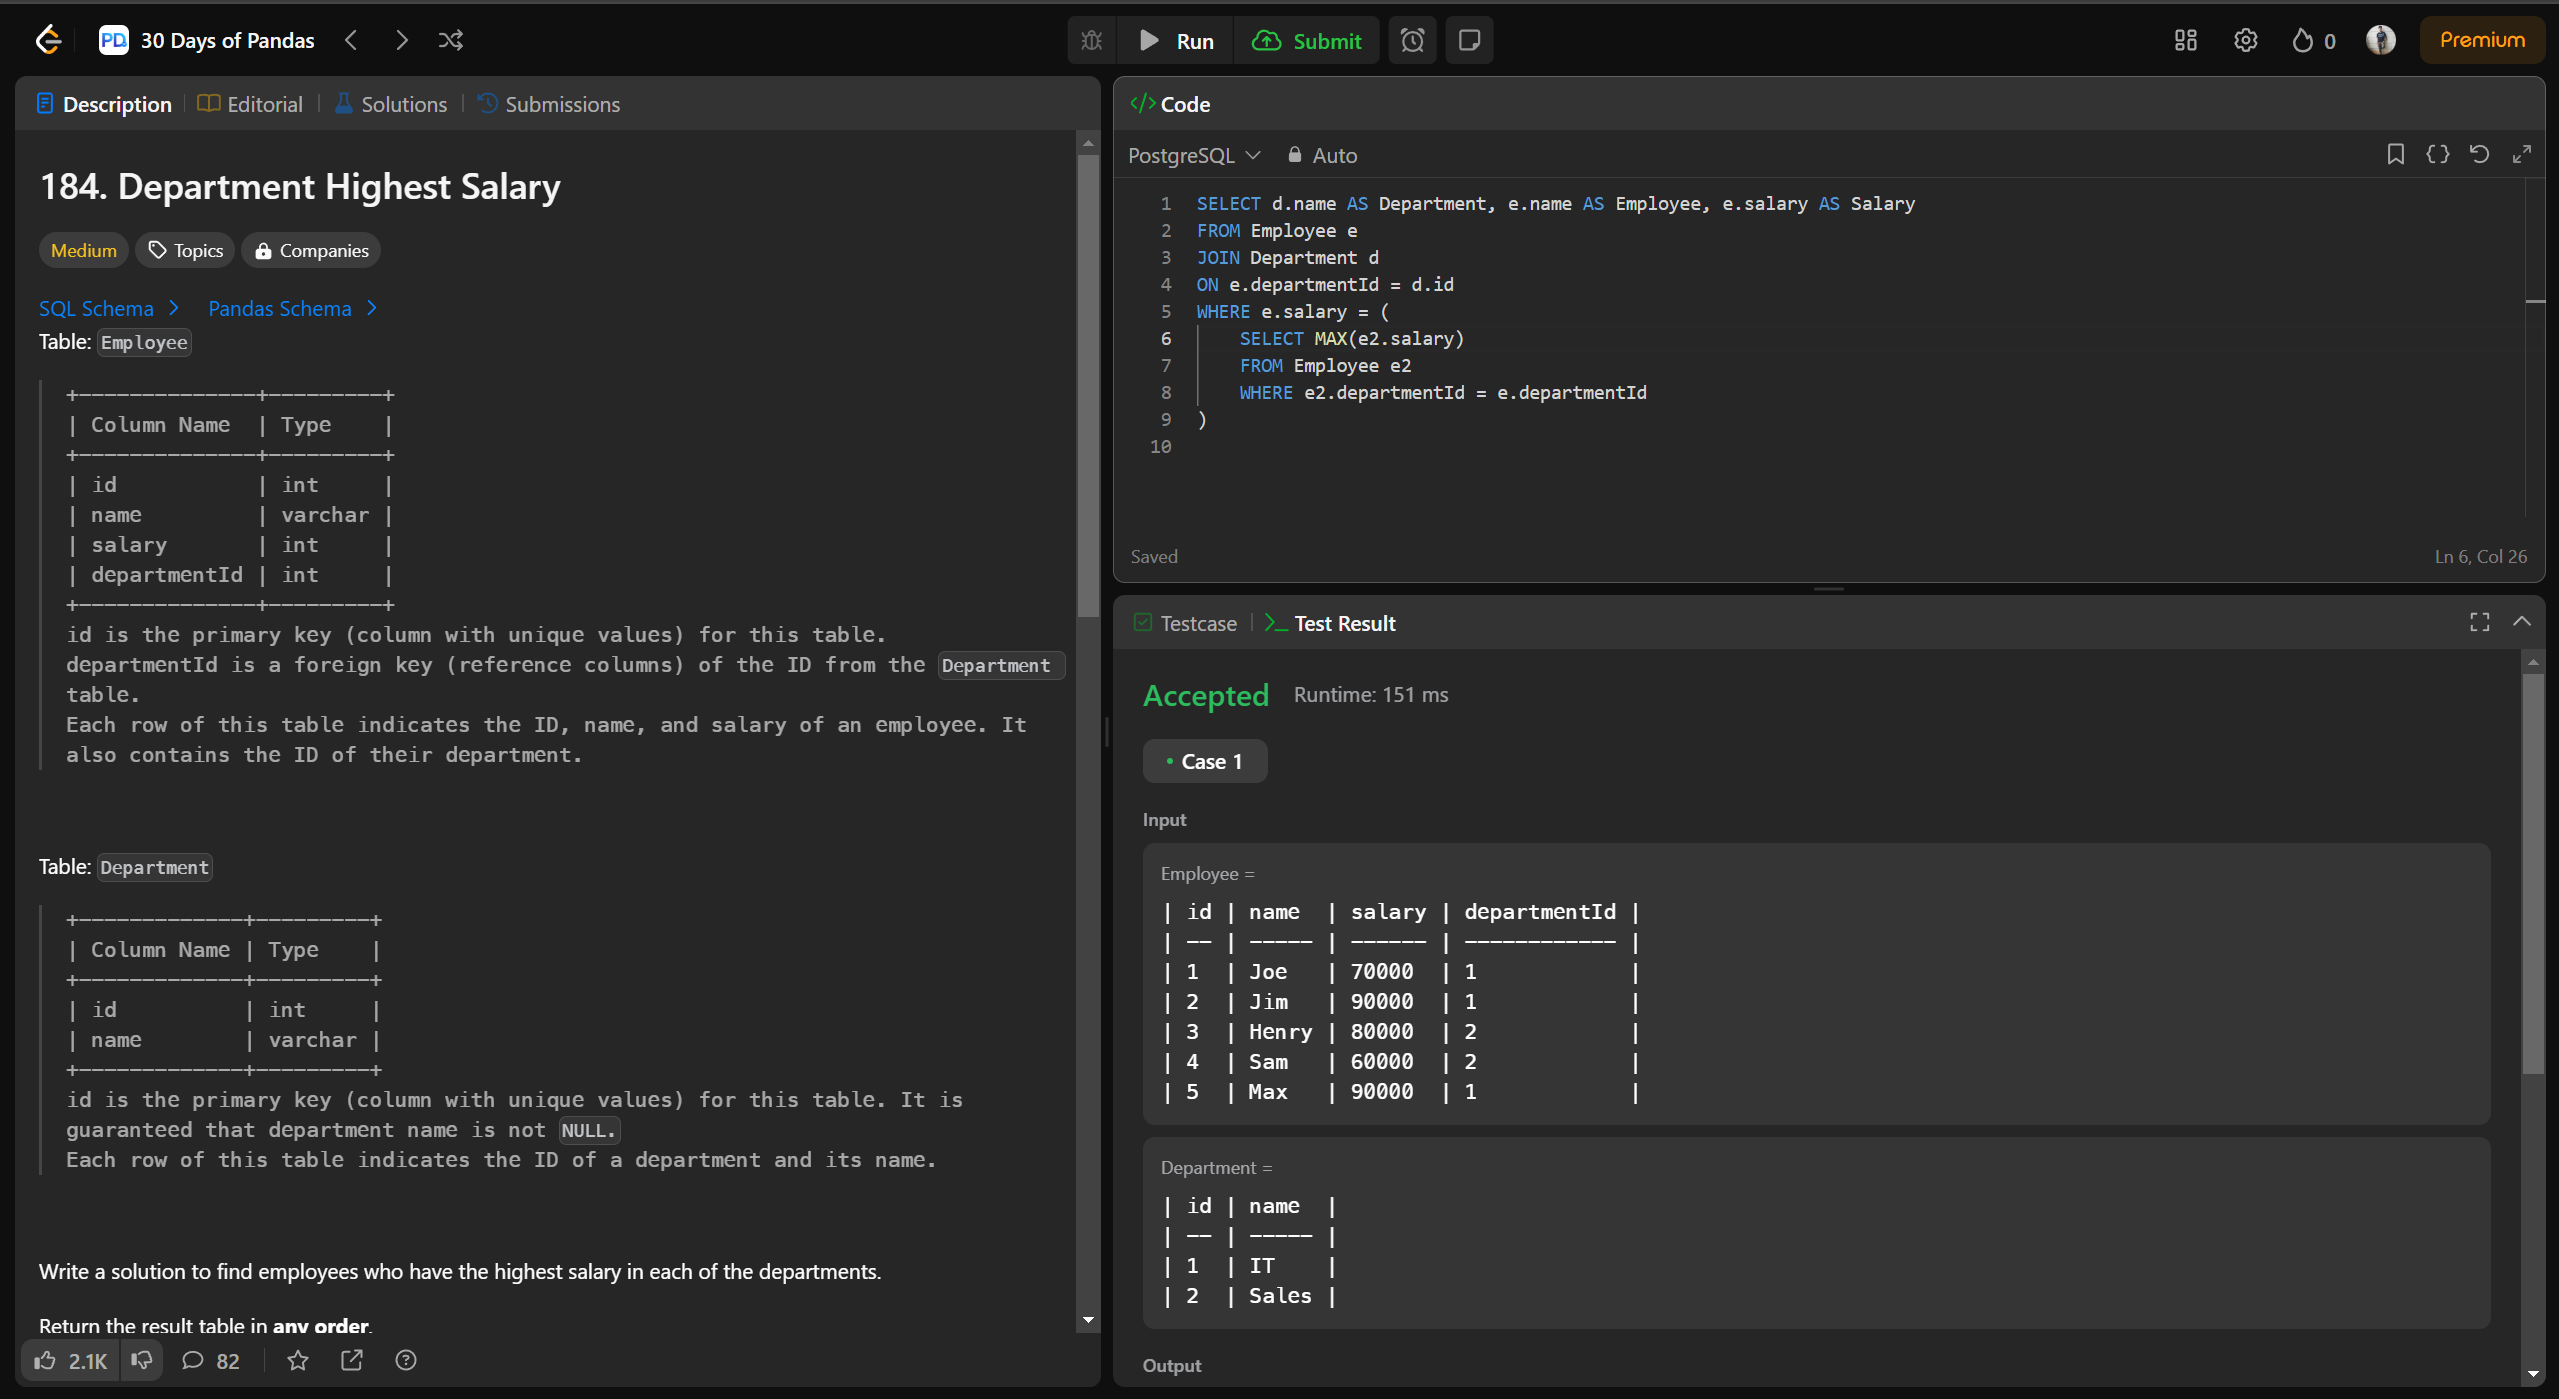 PD 30 Days of Pandas
Run Submit
0 Premium
Description | Editorial | Solutions | Submissions
184. Department Highest Salary
Medium Topics Companies
SQL Schema > Pandas Schema >
Table: Employee
+--------------+---------+
| Column Name  | Type    |
+--------------+---------+
| id           | int     |
| name         | varchar |
| salary       | int     |
| departmentId | int     |
+--------------+---------+
id is the primary key (column with unique values) for this table.
departmentId is a foreign key (reference columns) of the ID from the Department
table.
Each row of this table indicates the ID, name, and salary of an employee. It
also contains the ID of their department.
Table: Department
+-------------+---------+
| Column Name | Type    |
+-------------+---------+
| id          | int     |
| name        | varchar |
+-------------+---------+
id is the primary key (column with unique values) for this table. It is
guaranteed that department name is not NULL.
Each row of this table indicates the ID of a department and its name.
Write a solution to find employees who have the highest salary in each of the departments.
Return the result table in any order.
2.1K 82
</> Code
PostgreSQL Auto
1 SELECT d.name AS Department, e.name AS Employee, e.salary AS Salary
2 FROM Employee e
3 JOIN Department d
4 ON e.departmentId = d.id
5 WHERE e.salary = (
6     SELECT MAX(e2.salary)
7     FROM Employee e2
8     WHERE e2.departmentId = e.departmentId
9 )
10
Saved Ln 6, Col 26
Testcase | >_ Test Result
Accepted Runtime: 151 ms
• Case 1
Input
Employee =
| id | name  | salary | departmentId |
| -- | ----- | ------ | ------------ |
| 1  | Joe   | 70000  | 1            |
| 2  | Jim   | 90000  | 1            |
| 3  | Henry | 80000  | 2            |
| 4  | Sam   | 60000  | 2            |
| 5  | Max   | 90000  | 1            |
Department =
| id | name  |
| -- | ----- |
| 1  | IT    |
| 2  | Sales |
Output